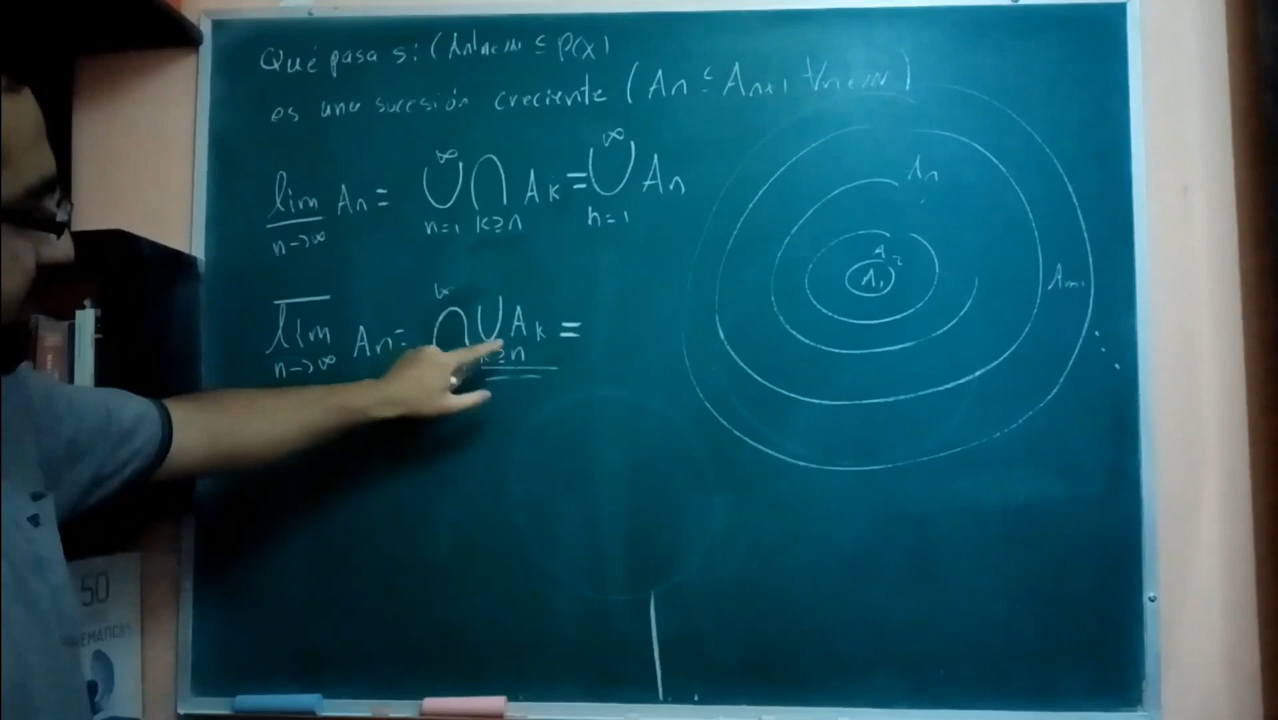 Qué pasa si (An)n∈ℕ ⊆ P(X)
es una sucesión creciente (An ⊆ An+1 ∀n∈ℕ)
lim An = ∞ ∪ ∩ Ak = ∞ ∪ An
n→∞ n=1 k≥n n=1
lim An = ∞ ∩ ∪ Ak =
n→∞ k≥n
An
A2
A1
An+1
50